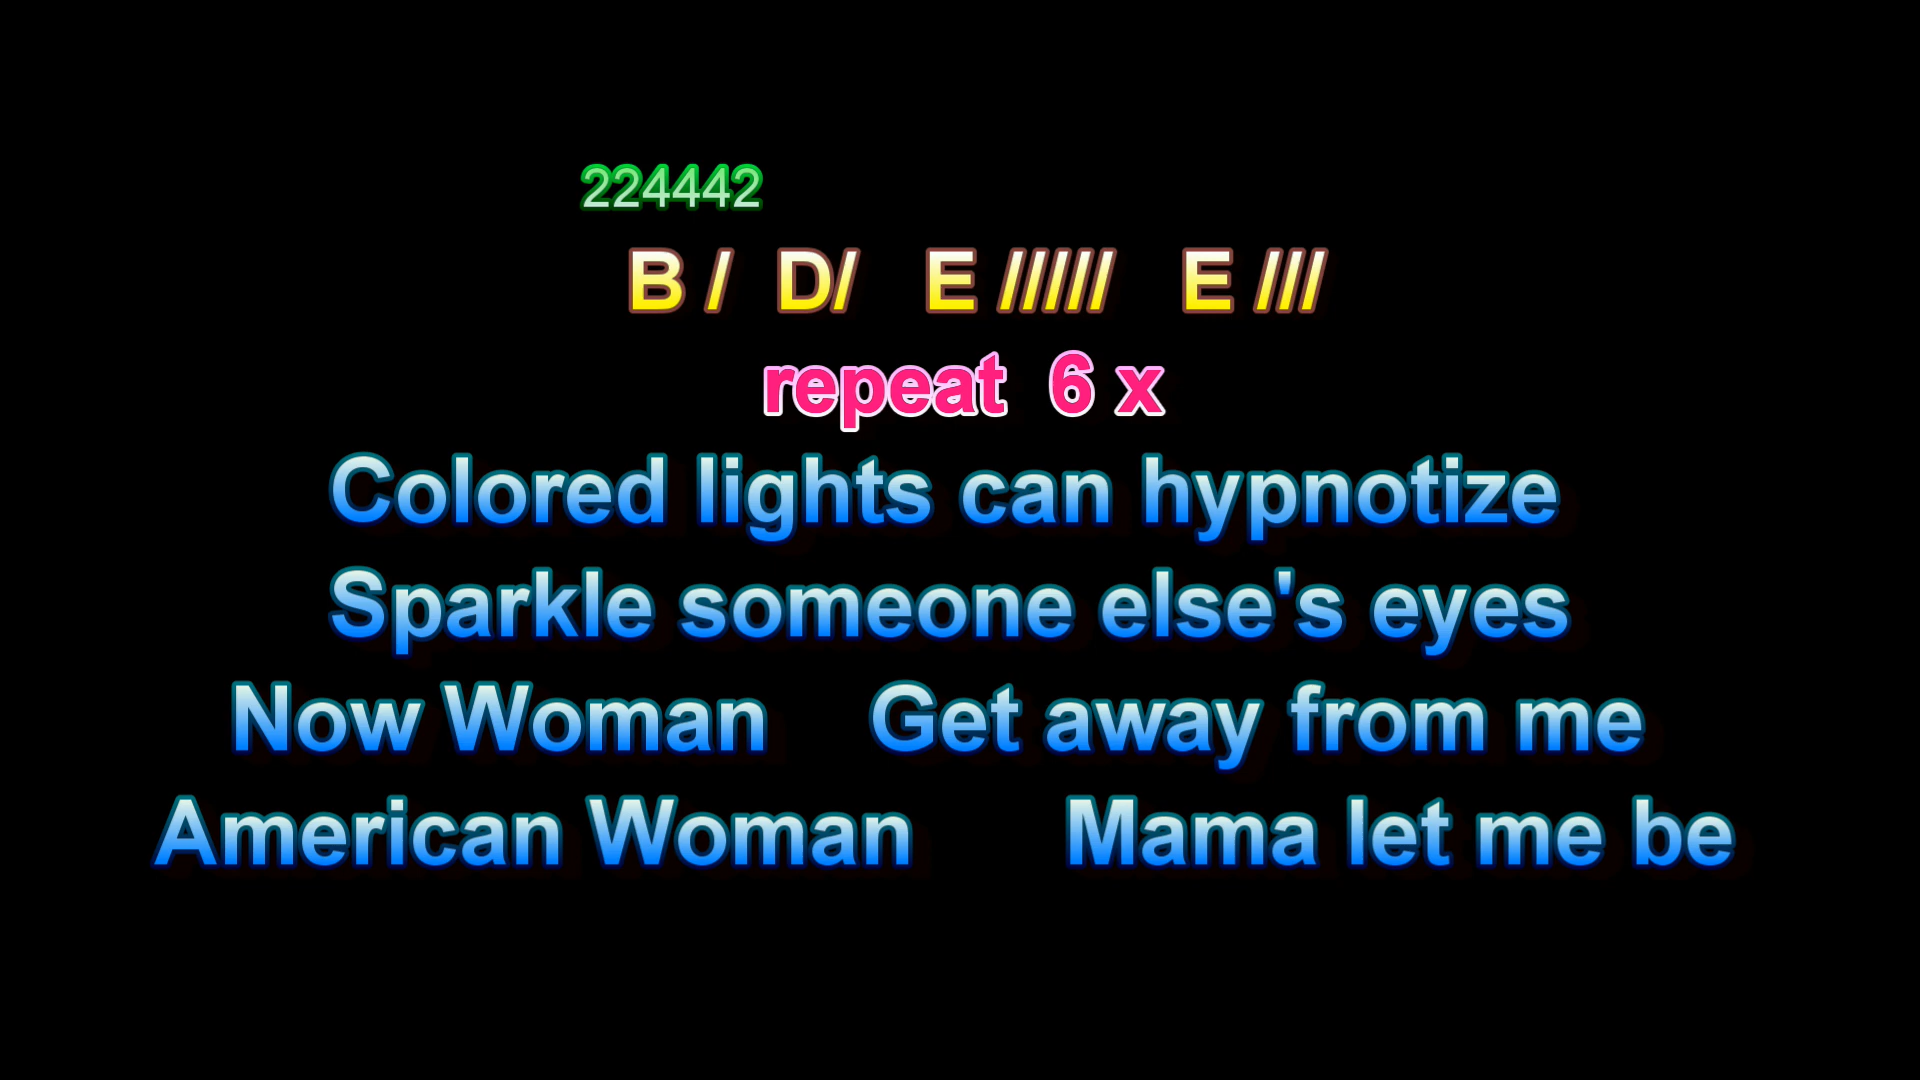 224442
B / D/ E ///// E ///
repeat 6 x
Colored lights can hypnotize
Sparkle someone else's eyes
Now Woman Get away from me
American Woman Mama let me be